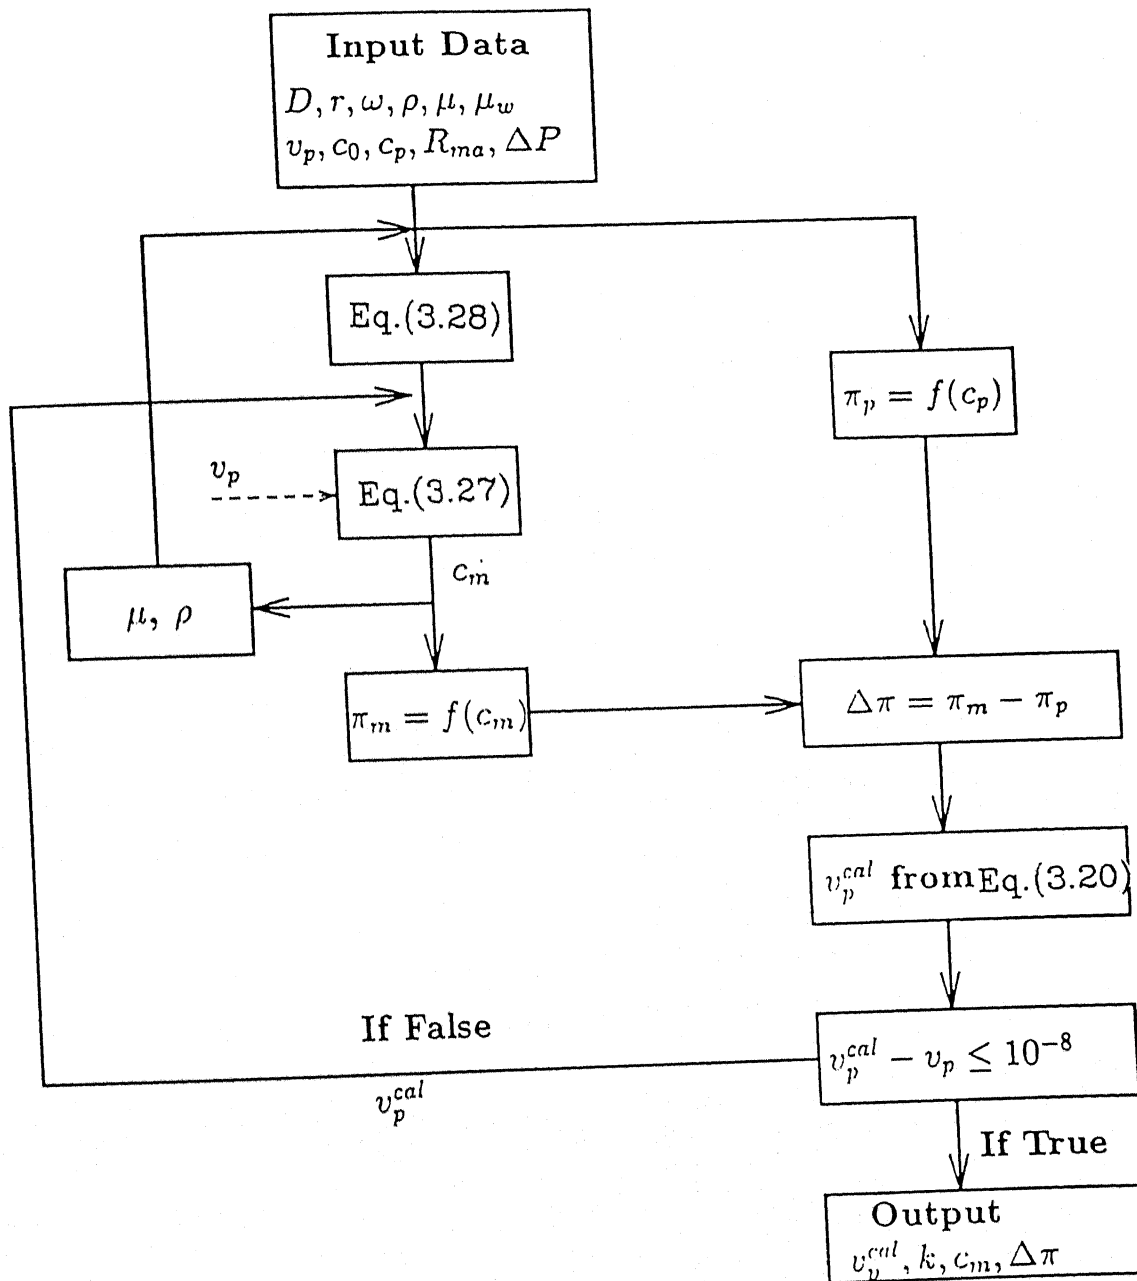 Input Data
D, r, ω, ρ, μ, μ_w
v_p, c_0, c_p, R_{ma}, ΔP
Eq.(3.28)
π_p = f(c_p)
v_p
Eq.(3.27)
c_m
μ, ρ
π_m = f(c_m)
Δπ = π_m − π_p
v_p^{cal} from Eq.(3.20)
If False
v_p^{cal} − v_p ≤ 10^{−8}
v_p^{cal}
If True
Output
v_p^{cal}, k, c_m, Δπ